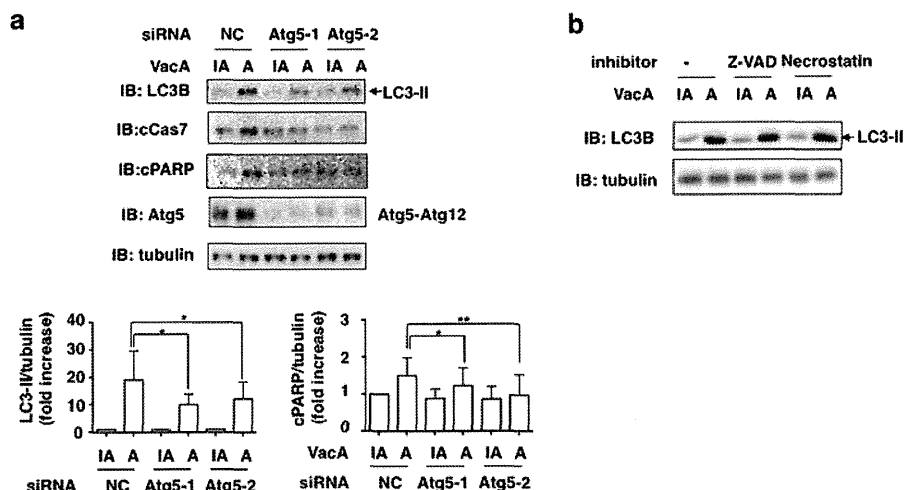 a
siRNA NC Atg5-1 Atg5-2
VacA IA A IA A IA A
IB: LC3B LC3-II
IB:cCas7
IB:cPARP
IB: Atg5 Atg5-Atg12
IB: tubulin
LC3-II/tubulin
(fold increase)
40
30
20
10
0
*
*
IA A IA A IA A
siRNA NC Atg5-1 Atg5-2
cPARP/tubulin
(fold increase)
3
2
1
0
**
*
VacA IA A IA A IA A
siRNA NC Atg5-1 Atg5-2
b
inhibitor - Z-VAD Necrostatin
VacA IA A IA A IA A
IB: LC3B LC3-II
IB: tubulin